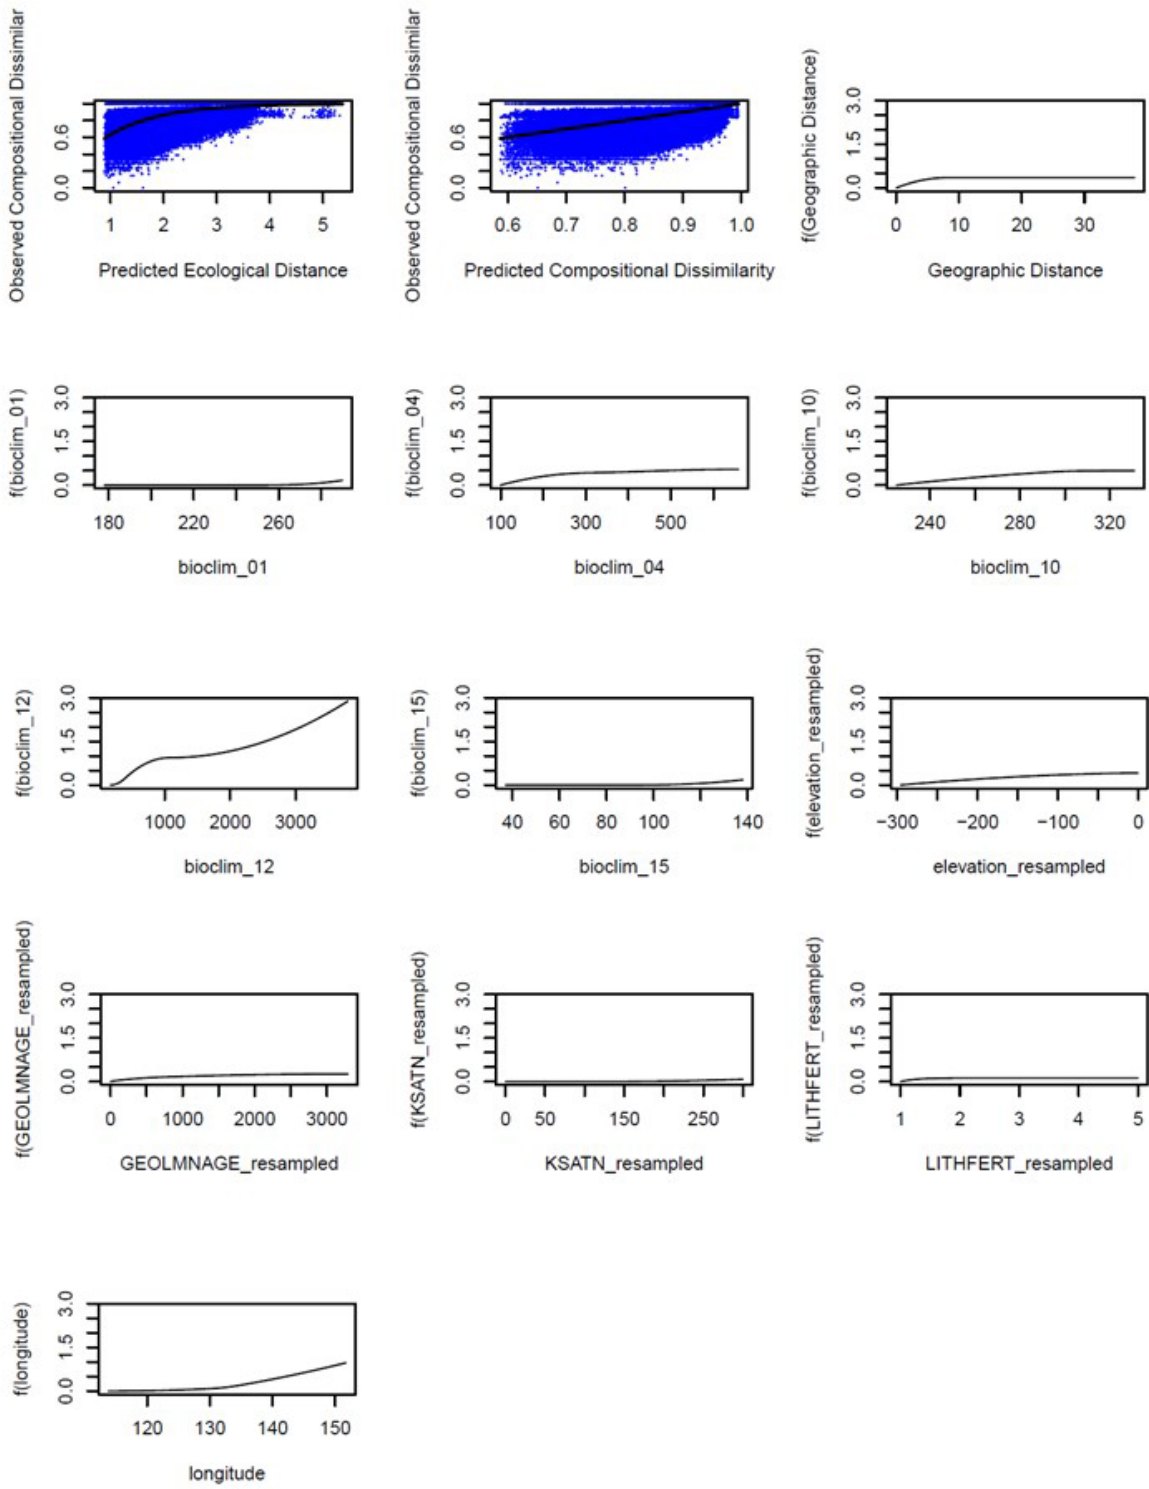 Observed Compositional Dissimilar
0.0 0.6
1 2 3 4 5
Predicted Ecological Distance
Observed Compositional Dissimilar
0.0 0.6
0.6 0.7 0.8 0.9 1.0
Predicted Compositional Dissimilarity
f(Geographic Distance)
0.0 1.5 3.0
0 10 20 30
Geographic Distance
f(bioclim_01)
0.0 1.5 3.0
180 220 260
bioclim_01
f(bioclim_04)
0.0 1.5 3.0
100 300 500
bioclim_04
f(bioclim_10)
0.0 1.5 3.0
240 280 320
bioclim_10
f(bioclim_12)
0.0 1.5 3.0
1000 2000 3000
bioclim_12
f(bioclim_15)
0.0 1.5 3.0
40 60 80 100 140
bioclim_15
f(elevation_resampled)
0.0 1.5 3.0
−300 −200 −100 0
elevation_resampled
f(GEOLMNAGE_resampled)
0.0 1.5 3.0
0 1000 2000 3000
GEOLMNAGE_resampled
f(KSATN_resampled)
0.0 1.5 3.0
0 50 150 250
KSATN_resampled
f(LITHFERT_resampled)
0.0 1.5 3.0
1 2 3 4 5
LITHFERT_resampled
f(longitude)
0.0 1.5 3.0
120 130 140 150
longitude